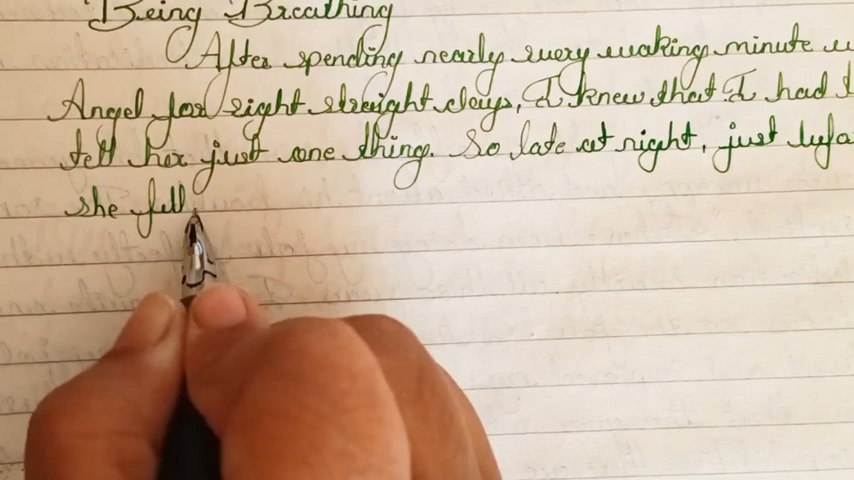 Being Breathing
After spending nearly every waking minute w
Angel for eight straight days, I knew that I had t
tell her just one thing. So late at night, just befo
she fell